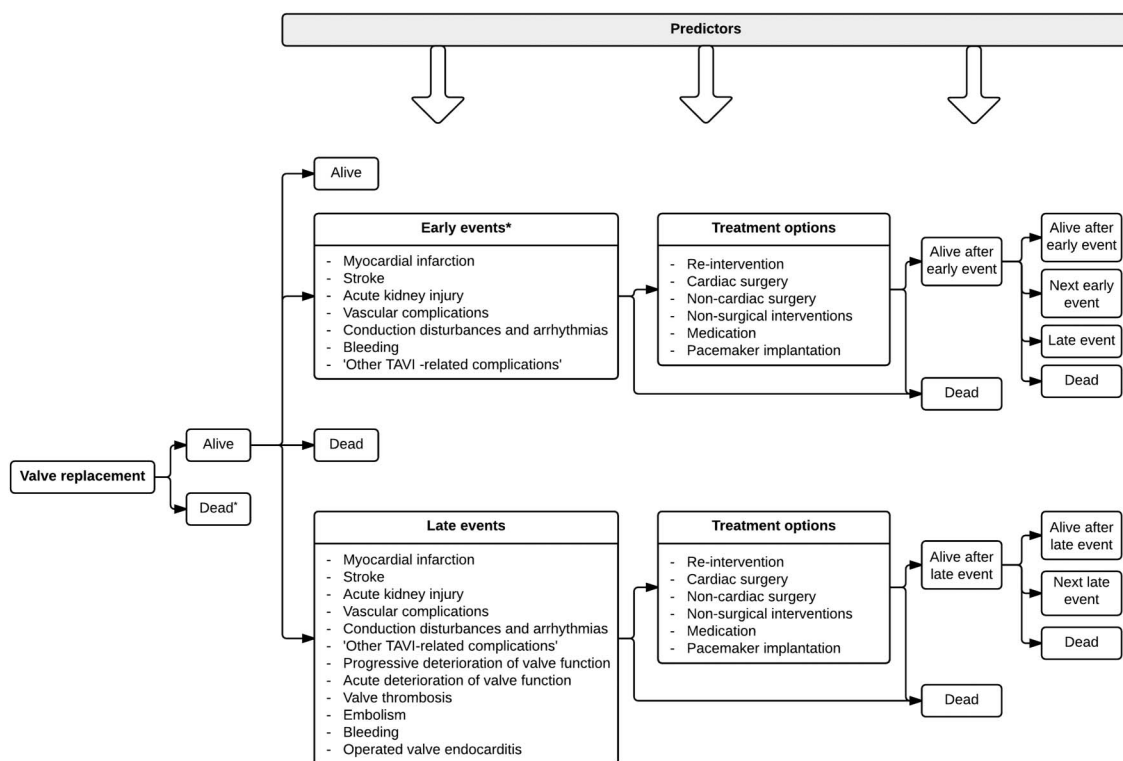 Predictors
Alive
Early events*
- Myocardial infarction
- Stroke
- Acute kidney injury
- Vascular complications
- Conduction disturbances and arrhythmias
- Bleeding
- 'Other TAVI -related complications'
Treatment options
- Re-intervention
- Cardiac surgery
- Non-cardiac surgery
- Non-surgical interventions
- Medication
- Pacemaker implantation
Alive after
early event
Dead
Alive after
early event
Next early
event
Late event
Dead
Valve replacement
Alive
Dead*
Dead
Late events
- Myocardial infarction
- Stroke
- Acute kidney injury
- Vascular complications
- Conduction disturbances and arrhythmias
- 'Other TAVI-related complications'
- Progressive deterioration of valve function
- Acute deterioration of valve function
- Valve thrombosis
- Embolism
- Bleeding
- Operated valve endocarditis
Treatment options
- Re-intervention
- Cardiac surgery
- Non-cardiac surgery
- Non-surgical interventions
- Medication
- Pacemaker implantation
Alive after
late event
Dead
Alive after
late event
Next late
event
Dead